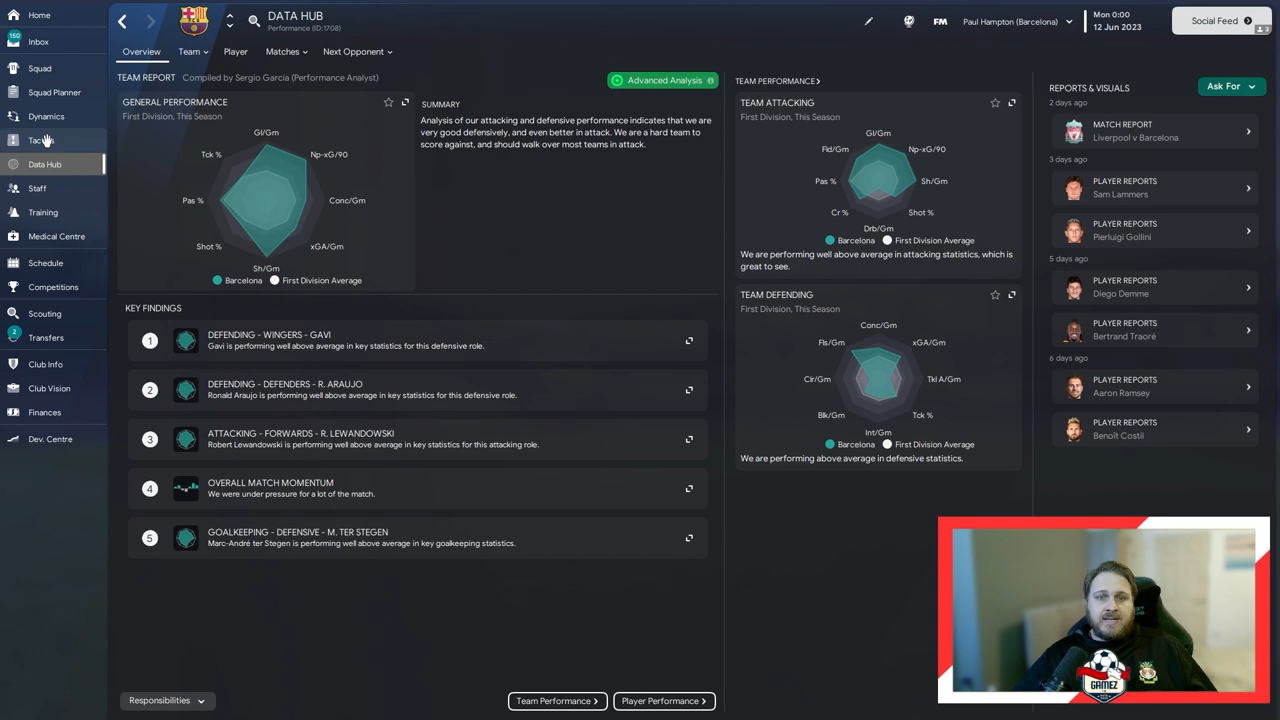 Home
150
Inbox
Squad
Squad Planner
Dynamics
Data Hub
Staff
Training
Medical Centre
Schedule
Competitions
Scouting
2
Transfers
Club Info
Club Vision
Finances
Dev. Centre
DATA HUB
Performance (ID:1708)
FM
Paul Hampton (Barcelona)
Mon 0:00
12 Jun 2023
Social Feed
Overview
Team
Player
Matches
Next Opponent
TEAM REPORT Compiled by Sergio García (Performance Analyst)
Advanced Analysis
GENERAL PERFORMANCE
First Division, This Season
Gl/Gm
Tck %
Np-xG/90
Pas %
Conc/Gm
Shot %
xGA/Gm
Sh/Gm
Barcelona
First Division Average
SUMMARY
Analysis of our attacking and defensive performance indicates that we are
very good defensively, and even better in attack. We are a hard team to
score against, and should walk over most teams in attack.
KEY FINDINGS
1
DEFENDING - WINGERS - GAVI
Gavi is performing well above average in key statistics for this defensive role.
2
DEFENDING - DEFENDERS - R. ARAUJO
Ronald Araujo is performing well above average in key statistics for this defensive role.
3
ATTACKING - FORWARDS - R. LEWANDOWSKI
Robert Lewandowski is performing well above average in key statistics for this attacking role.
4
OVERALL MATCH MOMENTUM
We were under pressure for a lot of the match.
5
GOALKEEPING - DEFENSIVE - M. TER STEGEN
Marc-André ter Stegen is performing well above average in key goalkeeping statistics.
Responsibilities
Team Performance
Player Performance
TEAM PERFORMANCE
TEAM ATTACKING
First Division, This Season
Gl/Gm
Fld/Gm
Np-xG/90
Pas %
Sh/Gm
Cr %
Shot %
Drb/Gm
Barcelona
First Division Average
We are performing well above average in attacking statistics, which is
great to see.
TEAM DEFENDING
First Division, This Season
Conc/Gm
Fls/Gm
xGA/Gm
Clr/Gm
Tkl A/Gm
Blk/Gm
Tck %
Int/Gm
Barcelona
First Division Average
We are performing above average in defensive statistics.
REPORTS & VISUALS
Ask For
2 days ago
MATCH REPORT
Liverpool v Barcelona
3 days ago
PLAYER REPORTS
Sam Lammers
PLAYER REPORTS
Pierluigi Gollini
5 days ago
PLAYER REPORTS
Diego Demme
PLAYER REPORTS
Bertrand Traoré
6 days ago
PLAYER REPORTS
Aaron Ramsey
PLAYER REPORTS
Benoît Costil
GAMEZ